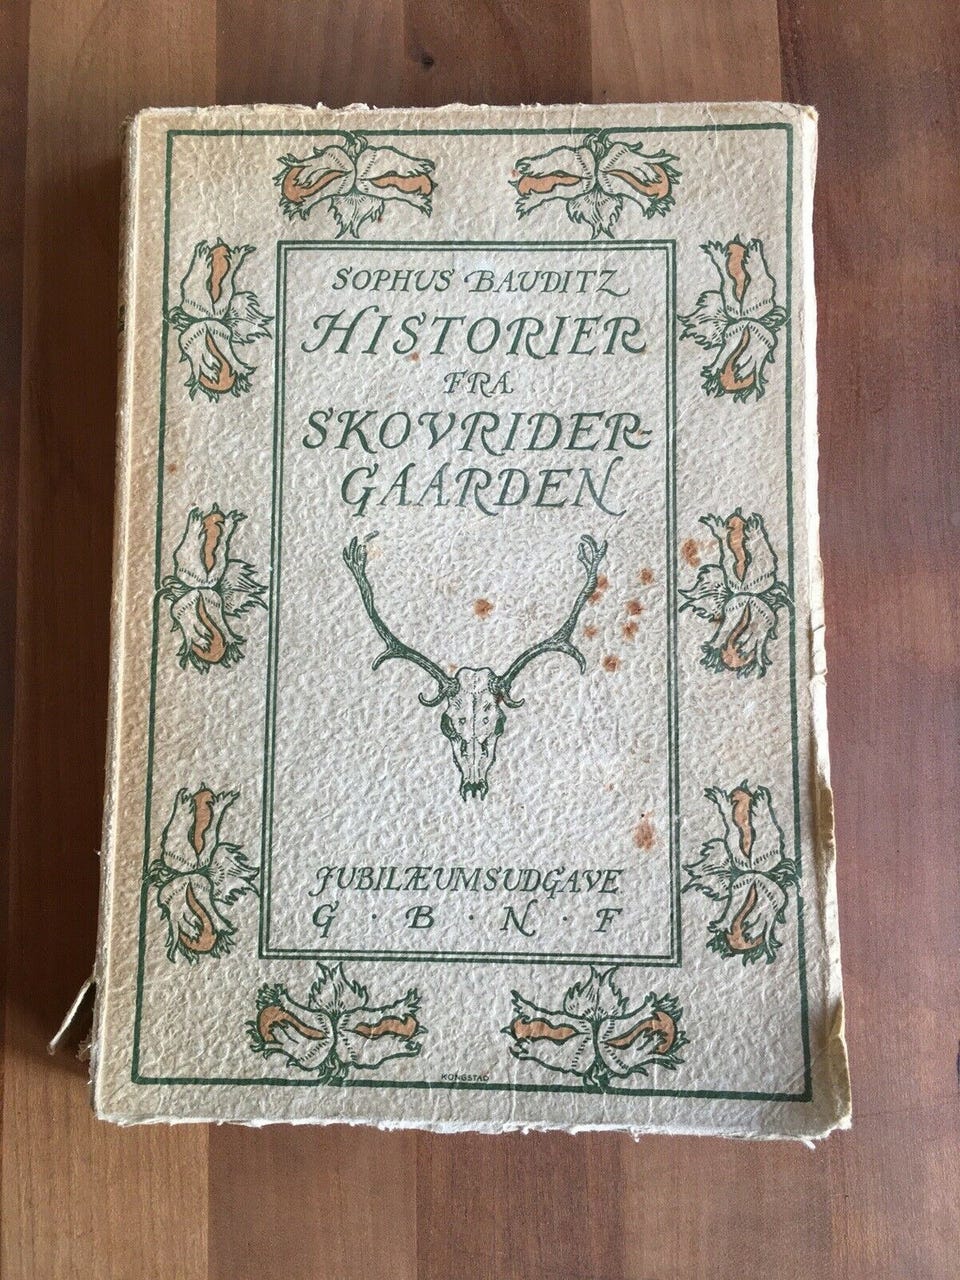 SOPHUS BAUDITZ
HISTORIER
FRA
SKOVRIDER-
GAARDEN
JUBILÆUMSUDGAVE
G · B · N · F
KONGSTAD